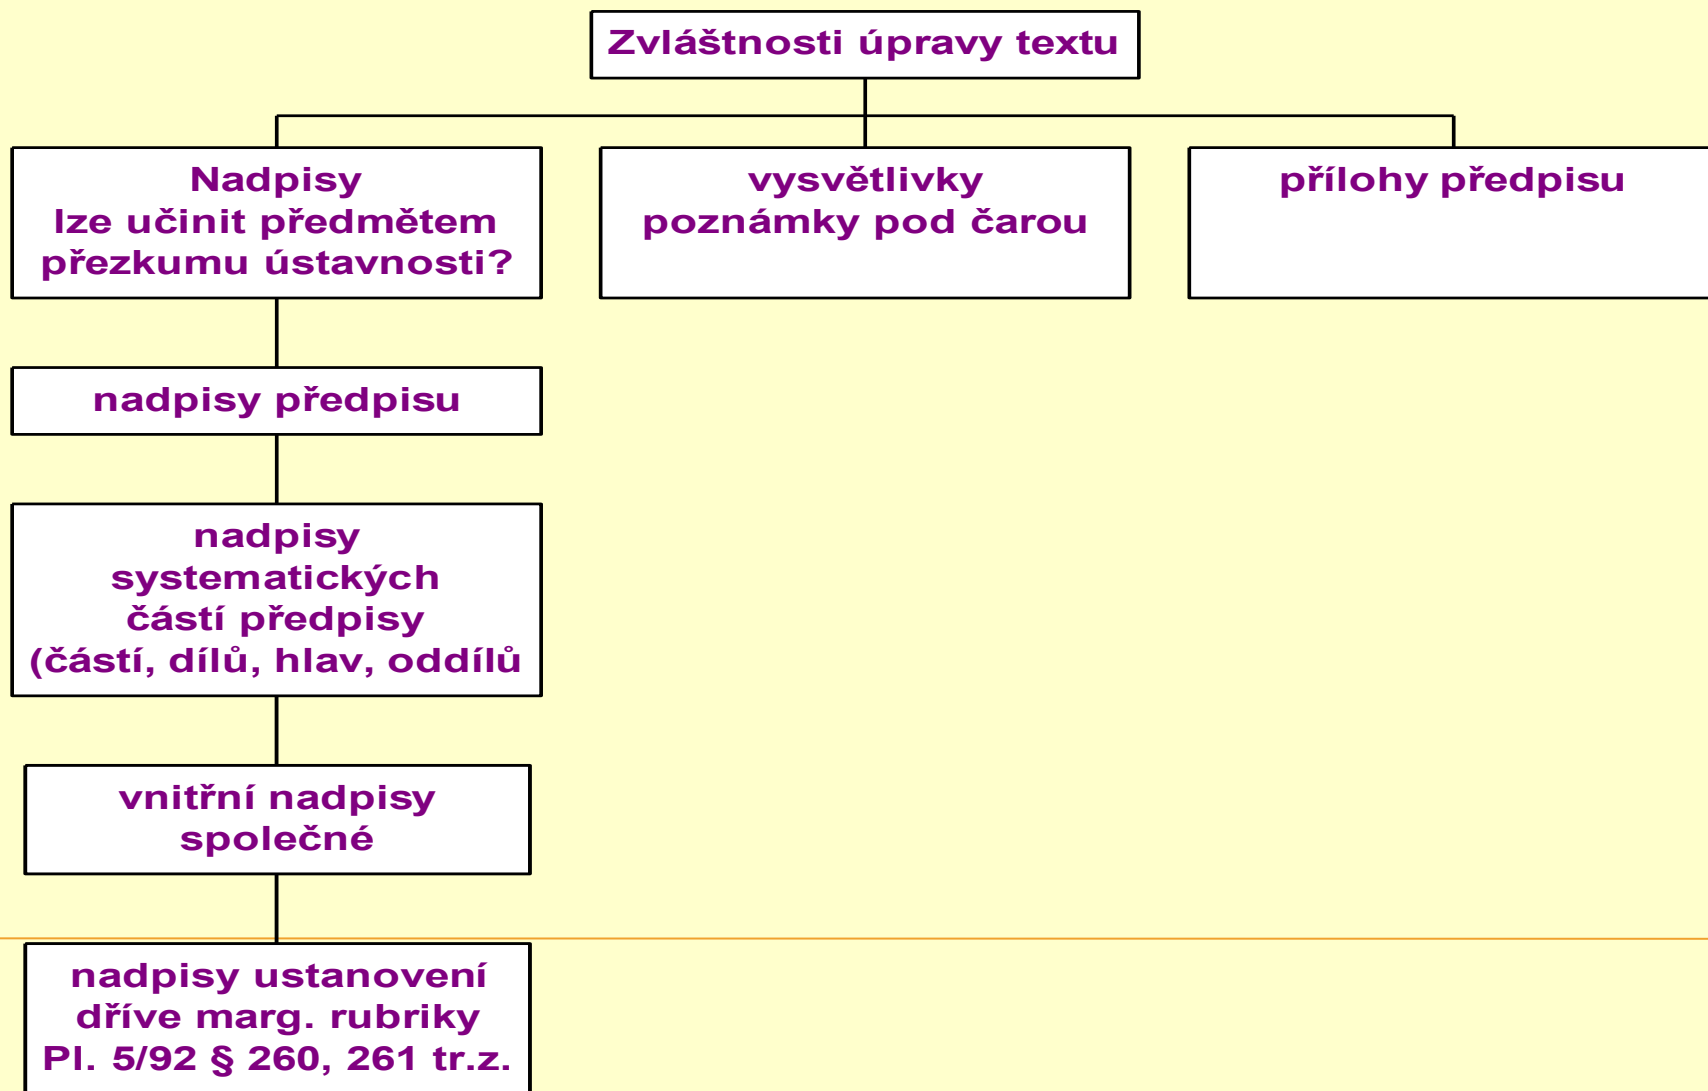 Zvláštnosti úpravy textu
Nadpisy
lze učinit předmětem
přezkumu ústavnosti?
vysvětlivky
poznámky pod čarou
přílohy předpisu
nadpisy předpisu
nadpisy
systematických
částí předpisy
(částí, dílů, hlav, oddílů
vnitřní nadpisy
společné
nadpisy ustanovení
dříve marg. rubriky
Pl. 5/92 § 260, 261 tr.z.